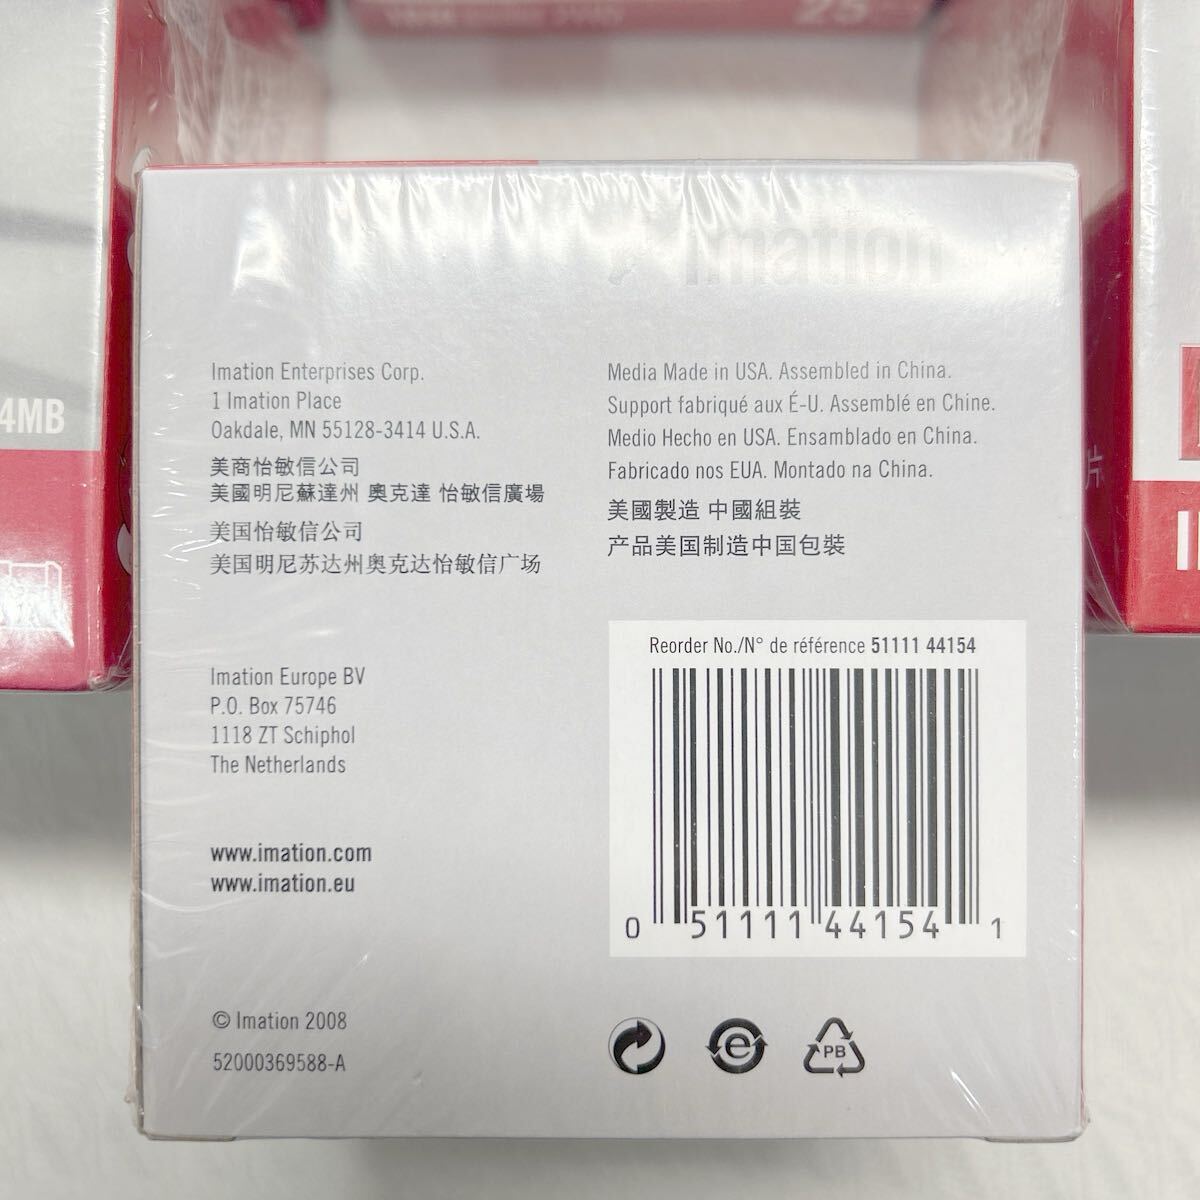 25
4MB
imation
Imation Enterprises Corp.
1 Imation Place
Oakdale, MN 55128-3414 U.S.A.
美商怡敏信公司
美國明尼蘇達州 奧克達 怡敏信廣場
美国怡敏信公司
美国明尼苏达州奥克达怡敏信广场
Imation Europe BV
P.O. Box 75746
1118 ZT Schiphol
The Netherlands
www.imation.com
www.imation.eu
© Imation 2008
52000369588-A
Media Made in USA. Assembled in China.
Support fabriqué aux É-U. Assemblé en Chine.
Medio Hecho en USA. Ensamblado en China.
Fabricado nos EUA. Montado na China.
美國製造 中國組裝
产品美国制造中国包装
Reorder No./N° de référence 51111 44154
0 51111 44154 1
e
PB
片